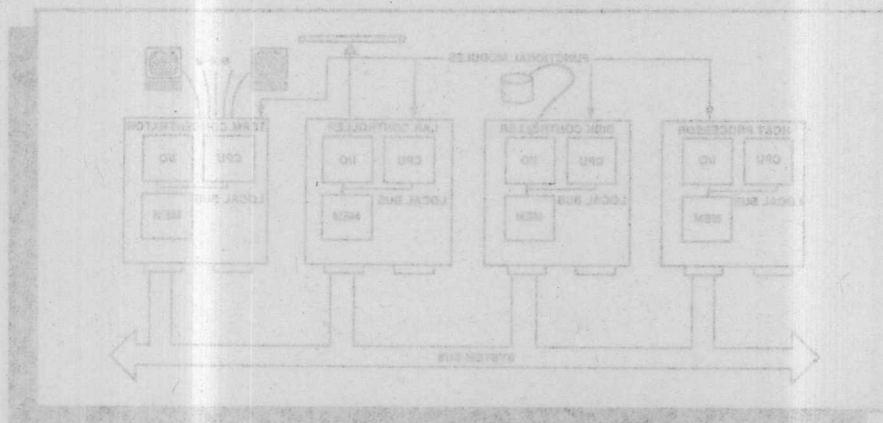 FUNCTIONAL MODULES
HOST PROCESSOR
DISK CONTROLLER
LAN CONTROLLER
TERM. CONCENTRATOR
CPU
I/O
CPU
I/O
CPU
I/O
CPU
I/O
LOCAL BUS
LOCAL BUS
LOCAL BUS
LOCAL BUS
MEM
MEM
MEM
MEM
SYSTEM BUS